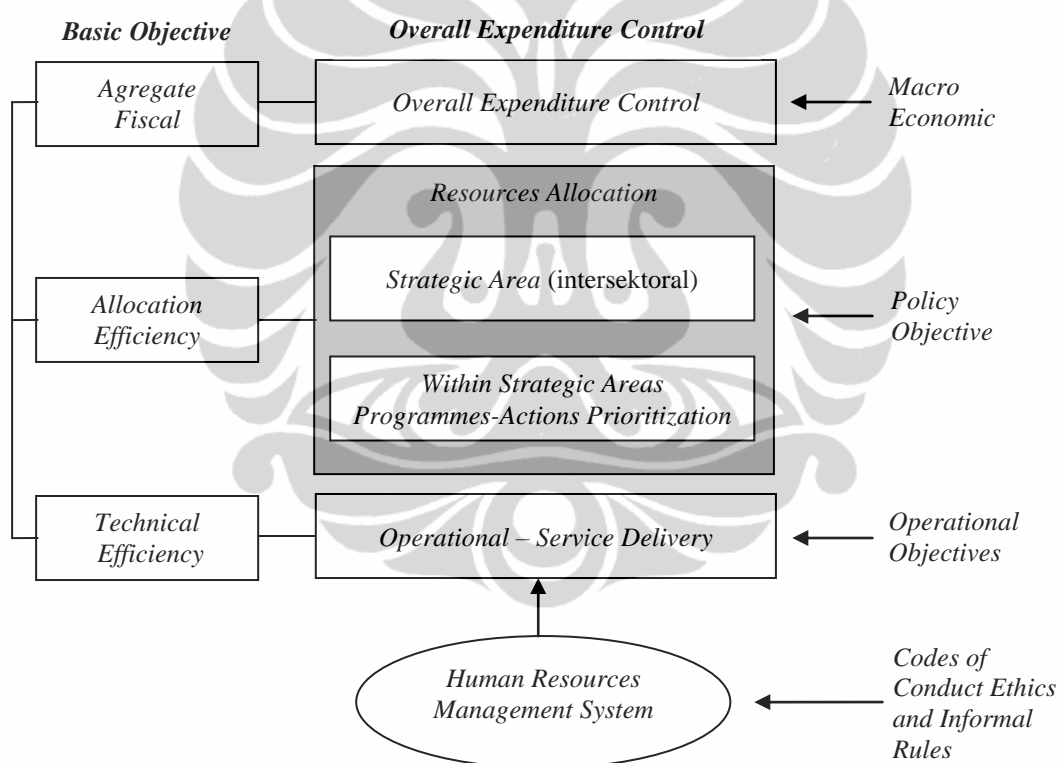 Basic Objective
Overall Expenditure Control
Agregate
Fiscal
Overall Expenditure Control
Macro
Economic
Resources Allocation
Strategic Area (intersektoral)
Allocation
Efficiency
Policy
Objective
Within Strategic Areas
Programmes-Actions Prioritization
Technical
Efficiency
Operational – Service Delivery
Operational
Objectives
Human Resources
Management System
Codes of
Conduct Ethics
and Informal
Rules